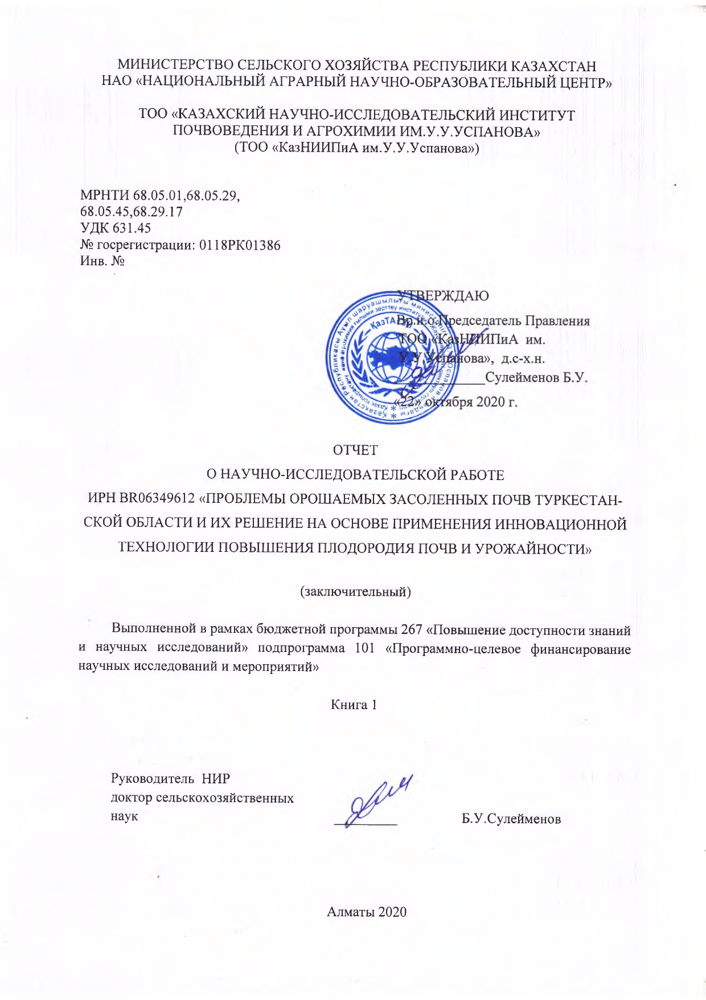 МИНИСТЕРСТВО СЕЛЬСКОГО ХОЗЯЙСТВА РЕСПУБЛИКИ КАЗАХСТАН
НАО «НАЦИОНАЛЬНЫЙ АГРАРНЫЙ НАУЧНО-ОБРАЗОВАТЕЛЬНЫЙ ЦЕНТР»
ТОО «КАЗАХСКИЙ НАУЧНО-ИССЛЕДОВАТЕЛЬСКИЙ ИНСТИТУТ
ПОЧВОВЕДЕНИЯ И АГРОХИМИИ ИМ.У.У.УСПАНОВА»
(ТОО «КазНИИПиА им.У.У.Успанова»)
МРНТИ 68.05.01,68.05.29,
68.05.45,68.29.17
УДК 631.45
№ госрегистрации: 0118РК01386
Инв. №
УТВЕРЖДАЮ
Вр.и.о.Председатель Правления
ТОО «КазНИИПиА им.
У.У.Успанова», д.с-х.н.
Сулейменов Б.У.
«22» октября 2020 г.
ОТЧЕТ
О НАУЧНО-ИССЛЕДОВАТЕЛЬСКОЙ РАБОТЕ
ИРН BR06349612 «ПРОБЛЕМЫ ОРОШАЕМЫХ ЗАСОЛЕННЫХ ПОЧВ ТУРКЕСТАН-
СКОЙ ОБЛАСТИ И ИХ РЕШЕНИЕ НА ОСНОВЕ ПРИМЕНЕНИЯ ИННОВАЦИОННОЙ
ТЕХНОЛОГИИ ПОВЫШЕНИЯ ПЛОДОРОДИЯ ПОЧВ И УРОЖАЙНОСТИ»
(заключительный)
Выполненной в рамках бюджетной программы 267 «Повышение доступности знаний
и научных исследований» подпрограмма 101 «Программно-целевое финансирование
научных исследований и мероприятий»
Книга 1
Руководитель НИР
доктор сельскохозяйственных
наук
Б.У.Сулейменов
Алматы 2020